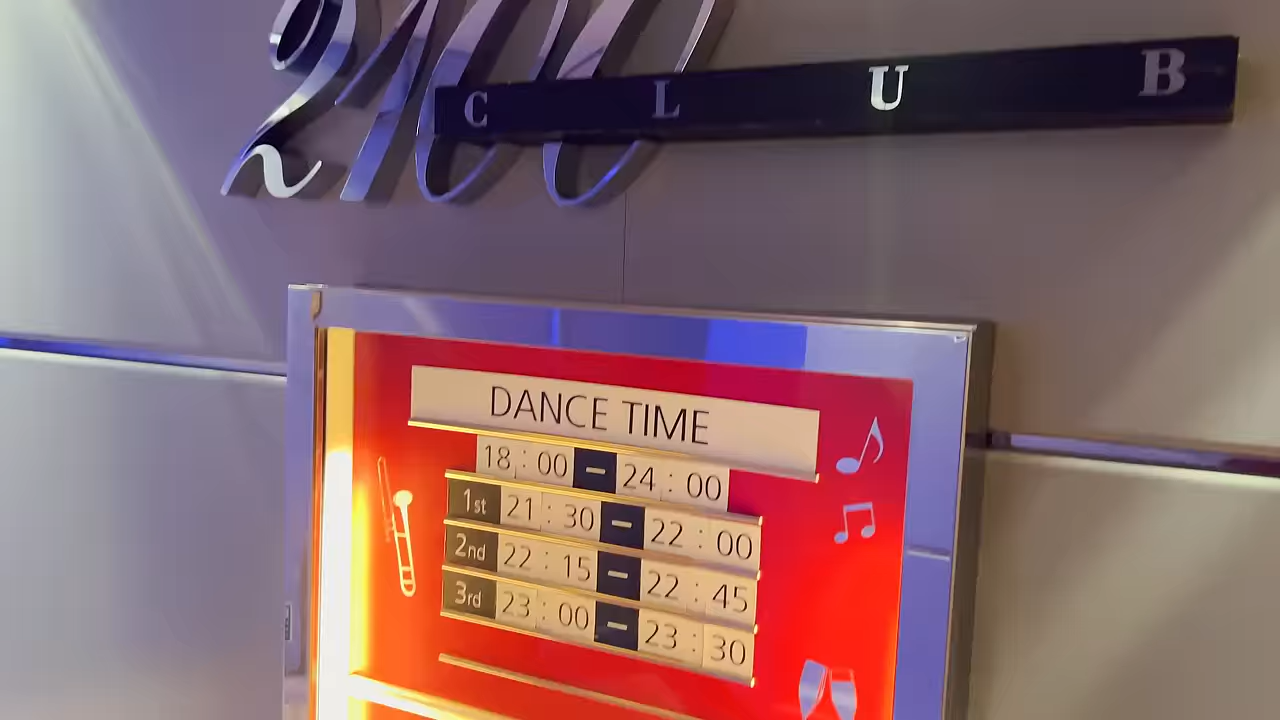 2100
CLUB
DANCE TIME
18:00 - 24:00
1st 21:30 - 22:00
2nd 22:15 - 22:45
3rd 23:00 - 23:30